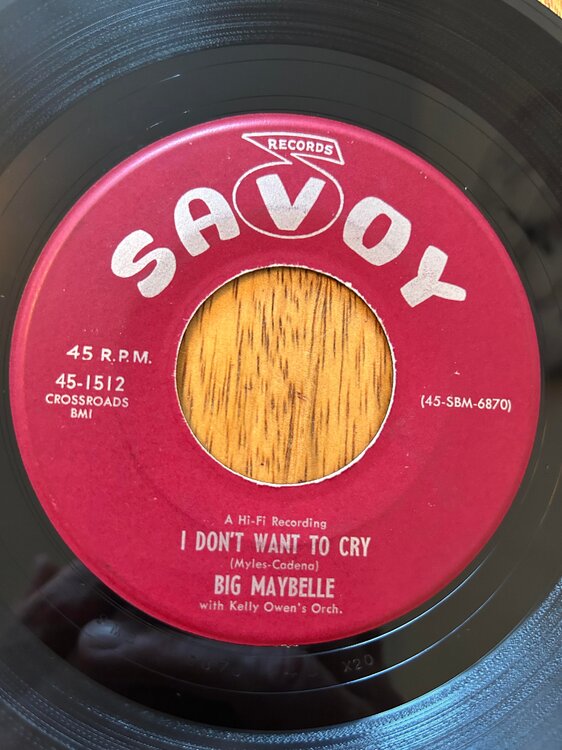 RECORDS
SAVOY
45 R.P.M.
45-1512
CROSSROADS
BMI
(45-SBM-6870)
A Hi-Fi Recording
I DON'T WANT TO CRY
(Myles-Cadena)
BIG MAYBELLE
with Kelly Owen's Orch.
X20